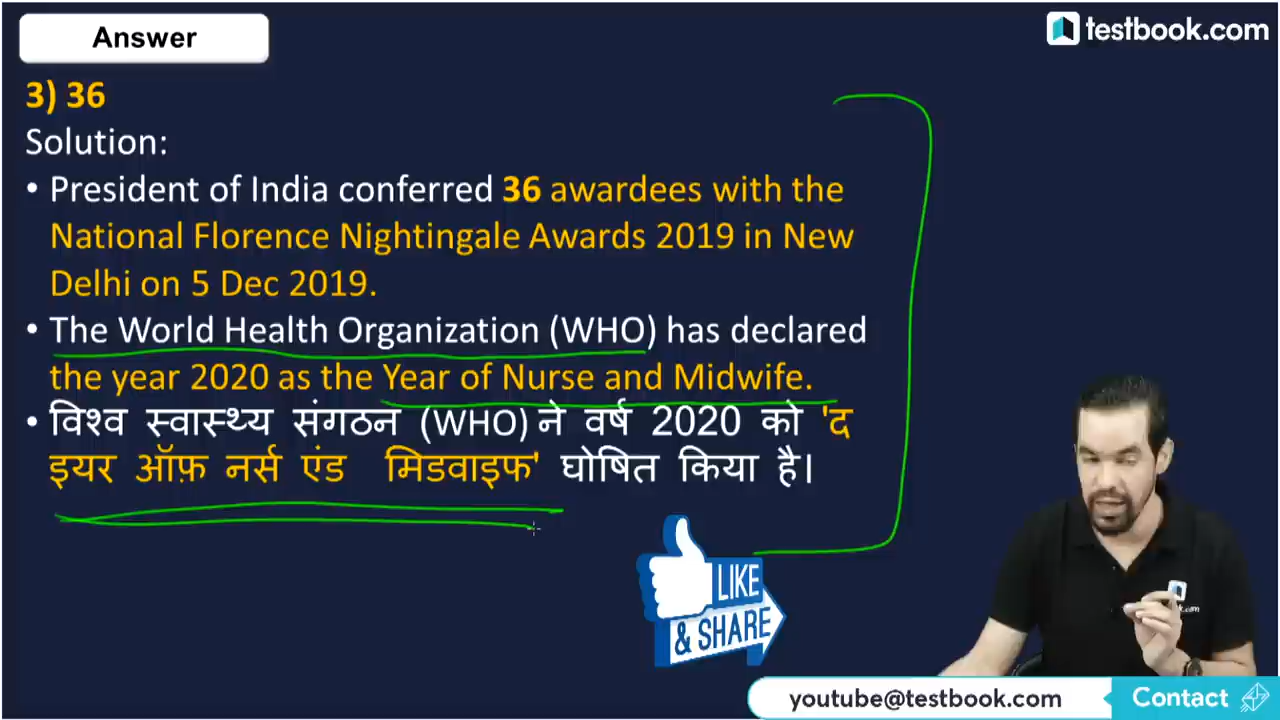 Answer
testbook.com
3) 36
Solution:
• President of India conferred 36 awardees with the
National Florence Nightingale Awards 2019 in New
Delhi on 5 Dec 2019.
• The World Health Organization (WHO) has declared
the year 2020 as the Year of Nurse and Midwife.
• विश्व स्वास्थ्य संगठन (WHO) ने वर्ष 2020 को 'द
इयर ऑफ़ नर्स एंड मिडवाइफ' घोषित किया है।
LIKE
& SHARE
youtube@testbook.com
Contact